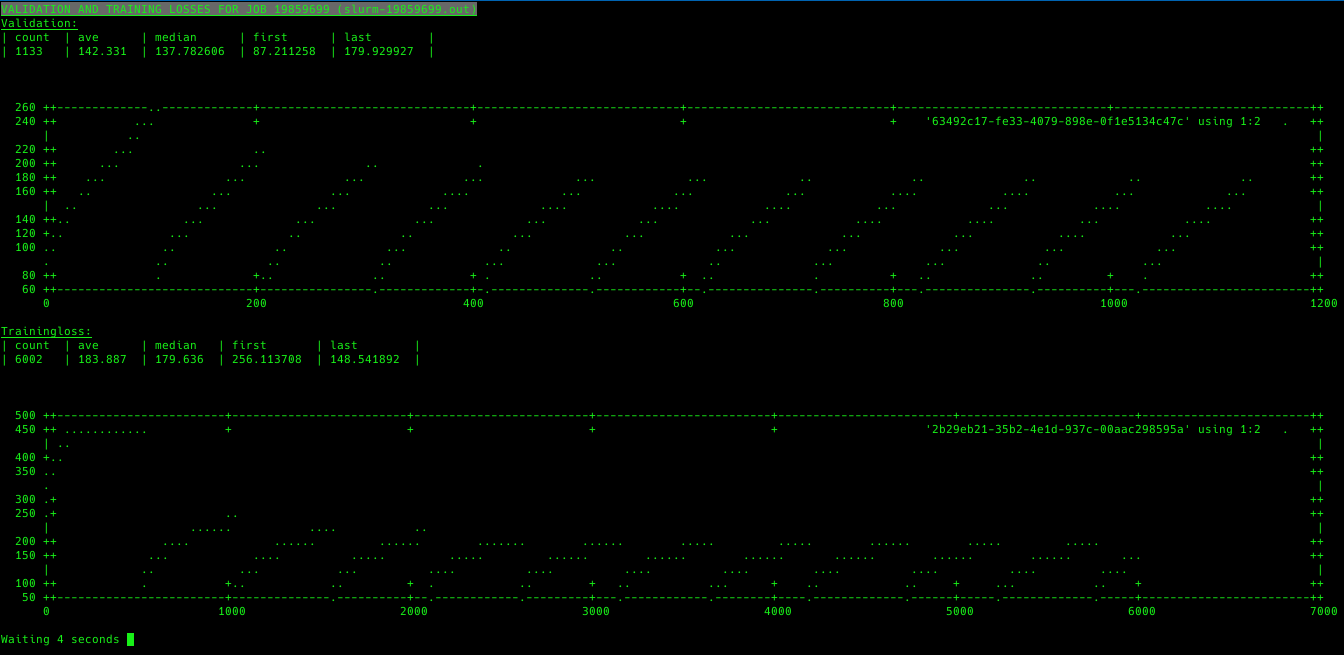 VALIDATION AND TRAINING LOSSES FOR JOB 19859699 (slurm-19859699.out)
Validation:
| count | ave | median | first | last |
| 1133 | 142.331 | 137.782606 | 87.211258 | 179.929927 |
260
240 '63492c17-fe33-4079-898e-0f1e5134c47c' using 1:2 .
220
200
180
160
140
120
100
80
60
0 200 400 600 800 1000 1200
Trainingloss:
| count | ave | median | first | last |
| 6002 | 183.887 | 179.636 | 256.113708 | 148.541892 |
500
450 '2b29eb21-35b2-4e1d-937c-00aac298595a' using 1:2 .
400
350
300
250
200
150
100
50
0 1000 2000 3000 4000 5000 6000 7000
Waiting 4 seconds